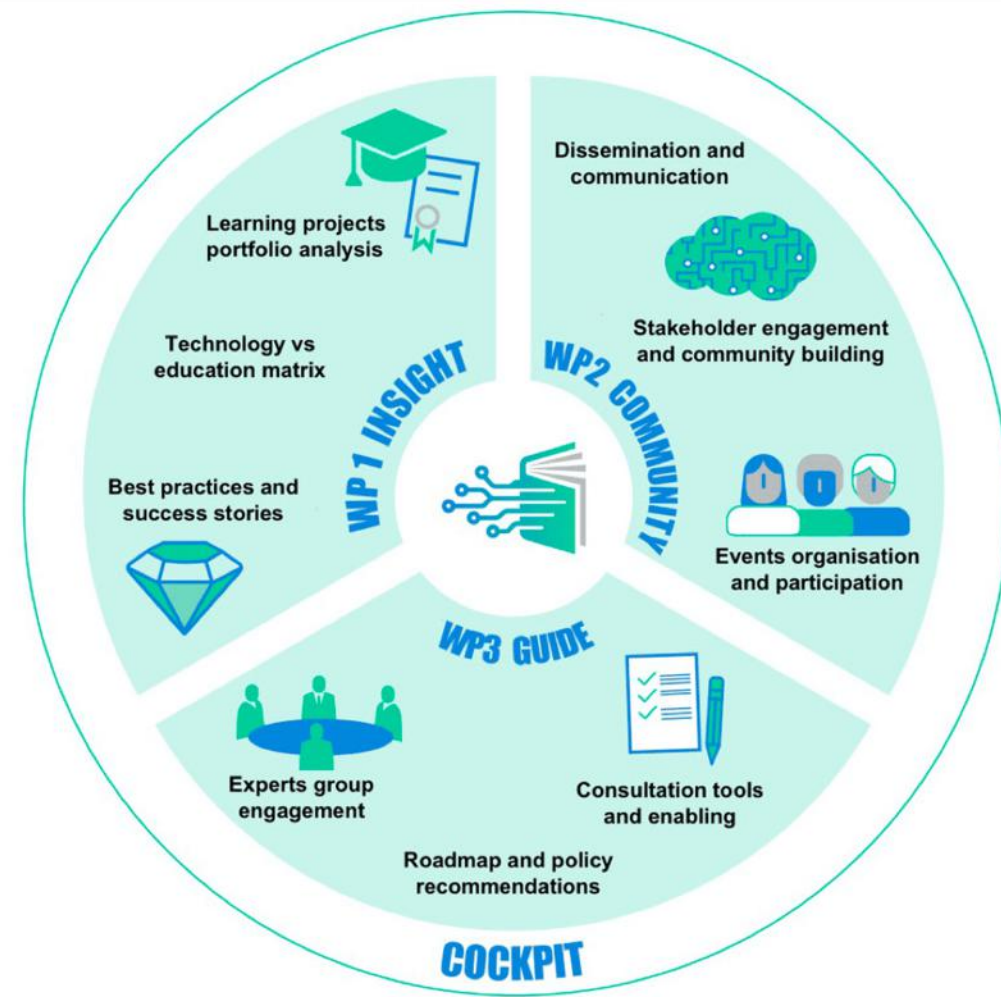 Learning projects
portfolio analysis
Technology vs
education matrix
Best practices and
success stories
WP 1 INSIGHT
Dissemination and
communication
Stakeholder engagement
and community building
Events organisation
and participation
WP2 COMMUNITY
WP3 GUIDE
Experts group
engagement
Consultation tools
and enabling
Roadmap and policy
recommendations
COCKPIT